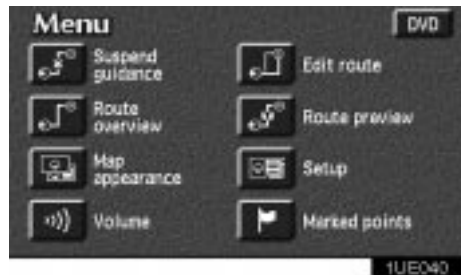 Menu
DVD
Suspend
guidance
Edit route
Route
overview
Route preview
Map
appearance
Setup
Volume
Marked points
1UE040